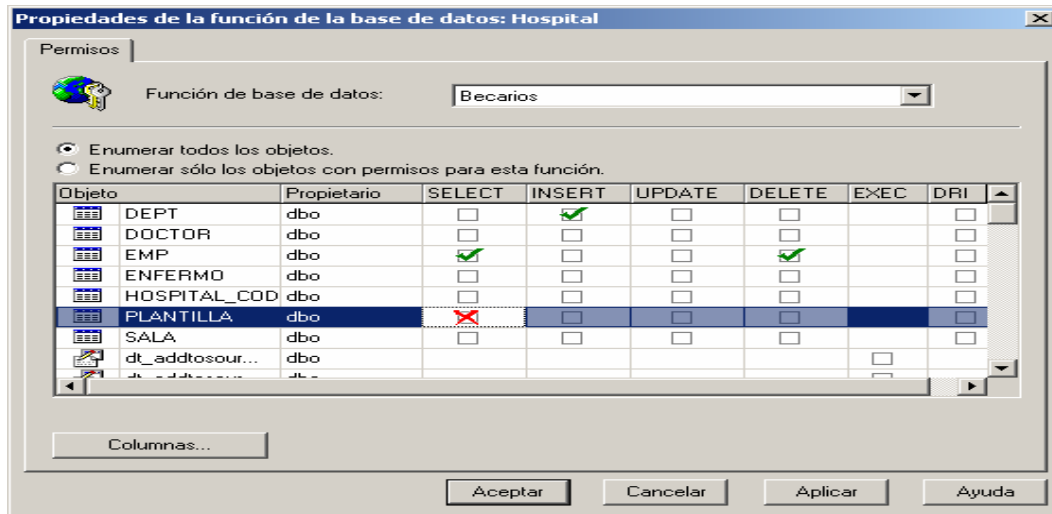 Propiedades de la función de la base de datos: Hospital
Permisos
Función de base de datos: Becarios
Enumerar todos los objetos.
Enumerar sólo los objetos con permisos para esta función.
Objeto Propietario SELECT INSERT UPDATE DELETE EXEC DRI
DEPT dbo
DOCTOR dbo
EMP dbo
ENFERMO dbo
HOSPITAL_COD dbo
PLANTILLA dbo
SALA dbo
dt_addtosour... dbo
Columnas...
Aceptar Cancelar Aplicar Ayuda